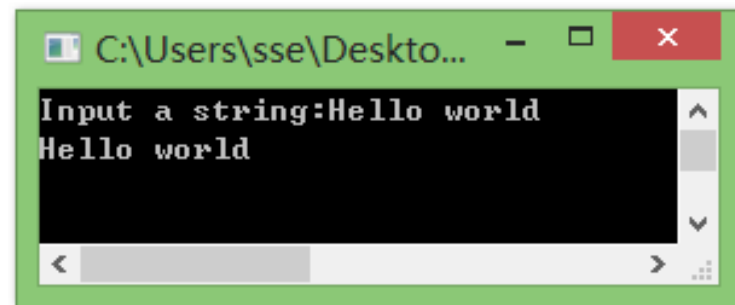 C:\Users\sse\Deskto...
Input a string:Hello world
Hello world